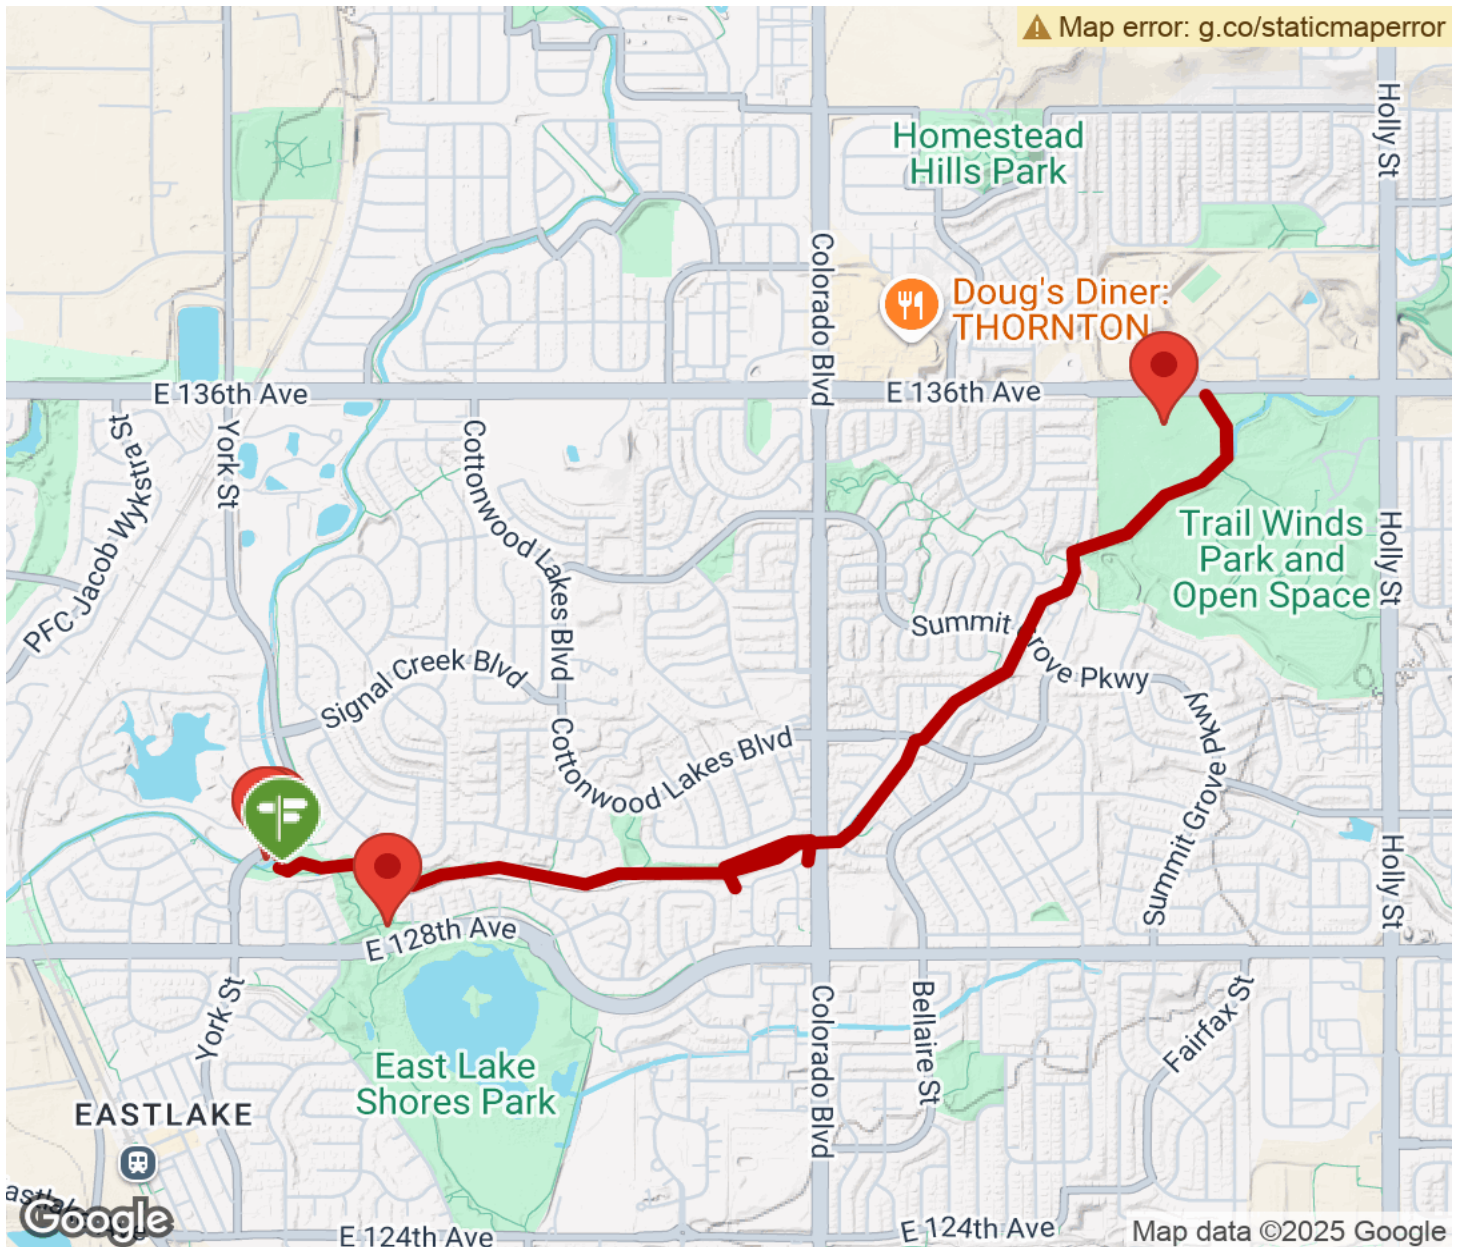 Map error: g.co/staticmaperror
Holly St
Homestead
Hills Park
Colorado Blvd
Doug's Diner:
THORNTON
E 136th Ave
E 136th Ave
PFC Jacob Wykstra St
York St
Cottonwood Lakes Blvd
Trail Winds
Park and
Open Space
Holly St
Summit Grove Pkwy
Signal Creek Blvd
Cottonwood Lakes Blvd
Summit Grove Pkwy
Holly St
E 128th Ave
York St
Colorado Blvd
Bellaire St
Fairfax St
East Lake
Shores Park
EASTLAKE
Google
E 124th Ave
E 124th Ave
Map data ©2025 Google